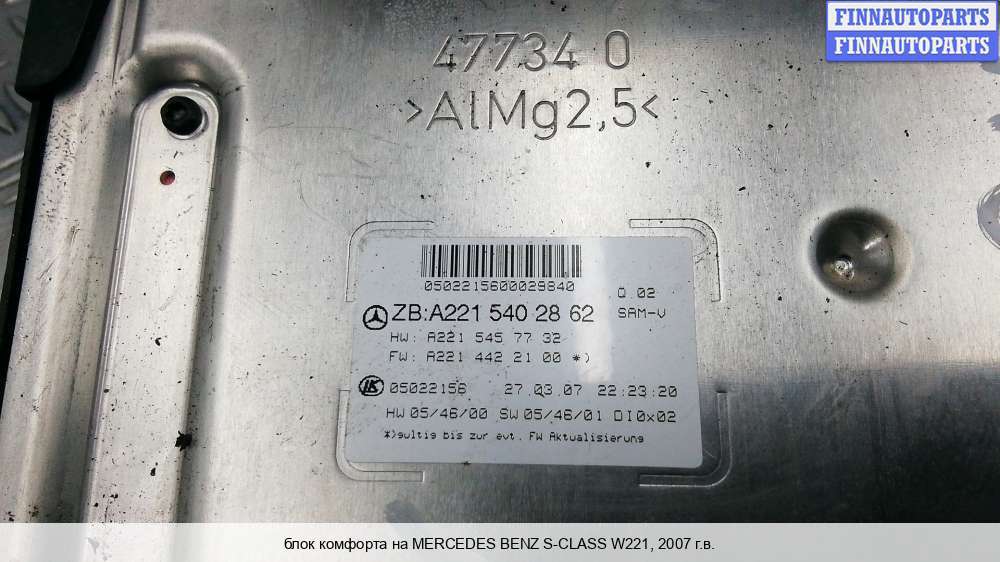 FINNAUTOPARTS
FINNAUTOPARTS
47734 0
>AlMg2,5<
0502215600029840
Q 02
ZB:A221 540 28 62
SAM-V
HW: A221 545 77 32
FW: A221 442 21 00 *)
LK 05022156 27.03.07 22:23:20
HW 05/46/00 SW 05/46/01 DI0x02
*)gultig bis zur evt. FW Aktualisierung
блок комфорта на MERCEDES BENZ S-CLASS W221, 2007 г.в.